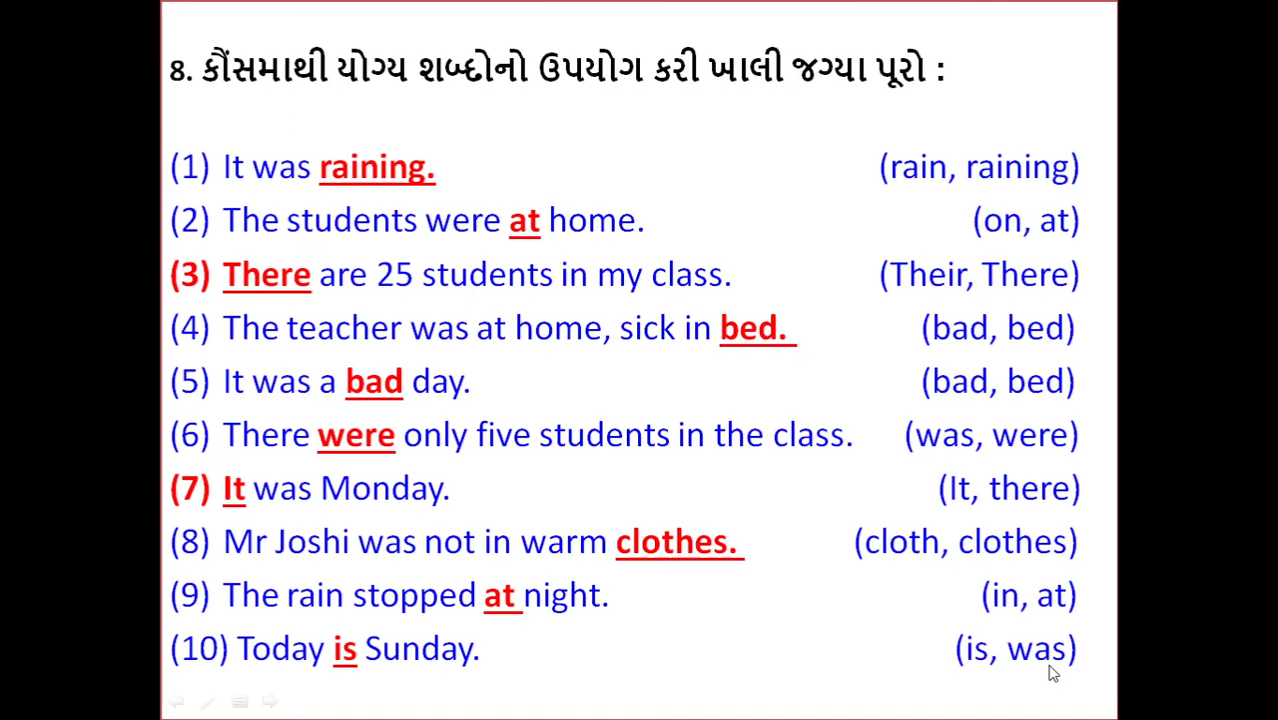 8. કૌંસમાથી યોગ્ય શબ્દોનો ઉપયોગ કરી ખાલી જગ્યા પૂરો :
(1) It was raining. (rain, raining)
(2) The students were at home. (on, at)
(3) There are 25 students in my class. (Their, There)
(4) The teacher was at home, sick in bed. (bad, bed)
(5) It was a bad day. (bad, bed)
(6) There were only five students in the class. (was, were)
(7) It was Monday. (It, there)
(8) Mr Joshi was not in warm clothes. (cloth, clothes)
(9) The rain stopped at night. (in, at)
(10) Today is Sunday. (is, was)